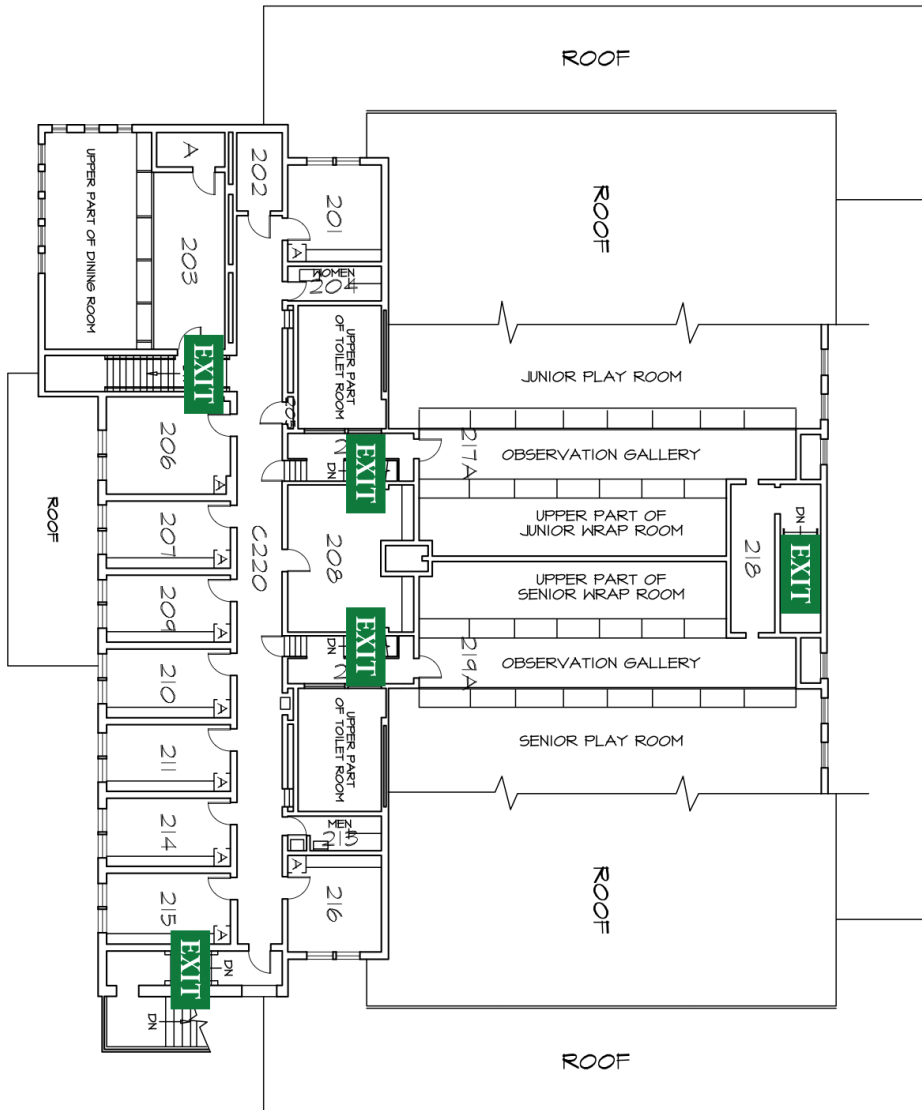 ROOF
ROOF
UPPER PART OF DINING ROOM
A
202
201
A
203
WOMEN
204
UPPER PART
OF TOILET ROOM
EXIT
JUNIOR PLAY ROOM
206
A
EXIT
DN
217A
OBSERVATION GALLERY
UPPER PART OF
JUNIOR WRAP ROOM
ROOF
207
A
C220
208
218
DN
EXIT
209
A
UPPER PART OF
SENIOR WRAP ROOM
EXIT
DN
219A
OBSERVATION GALLERY
210
A
UPPER PART
OF TOILET ROOM
SENIOR PLAY ROOM
211
A
214
A
MEN
213
A
216
215
A
EXIT
DN
DN
ROOF
ROOF